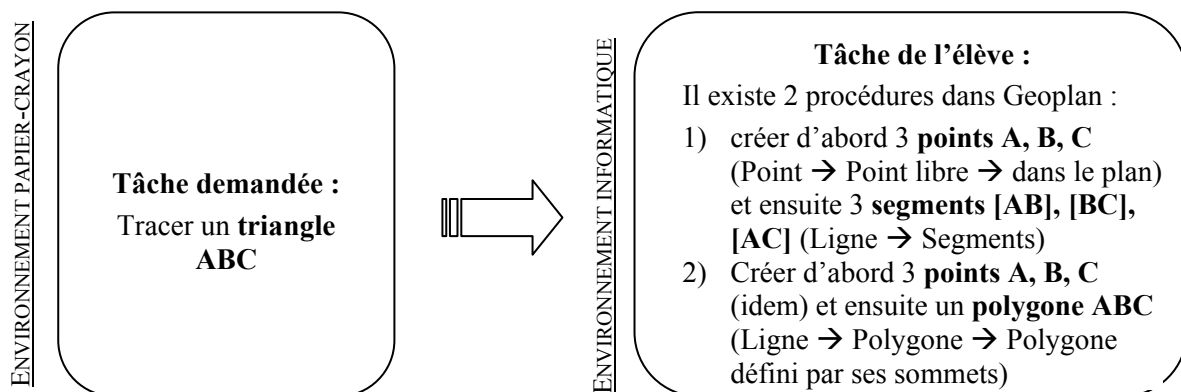 ENVIRONNEMENT PAPIER-CRAYON
Tâche demandée :
Tracer un triangle
ABC
ENVIRONNEMENT INFORMATIQUE
Tâche de l’élève :
Il existe 2 procédures dans Geoplan :
1) créer d’abord 3 points A, B, C
(Point → Point libre → dans le plan)
et ensuite 3 segments [AB], [BC],
[AC] (Ligne → Segments)
2) Créer d’abord 3 points A, B, C
(idem) et ensuite un polygone ABC
(Ligne → Polygone → Polygone
défini par ses sommets)